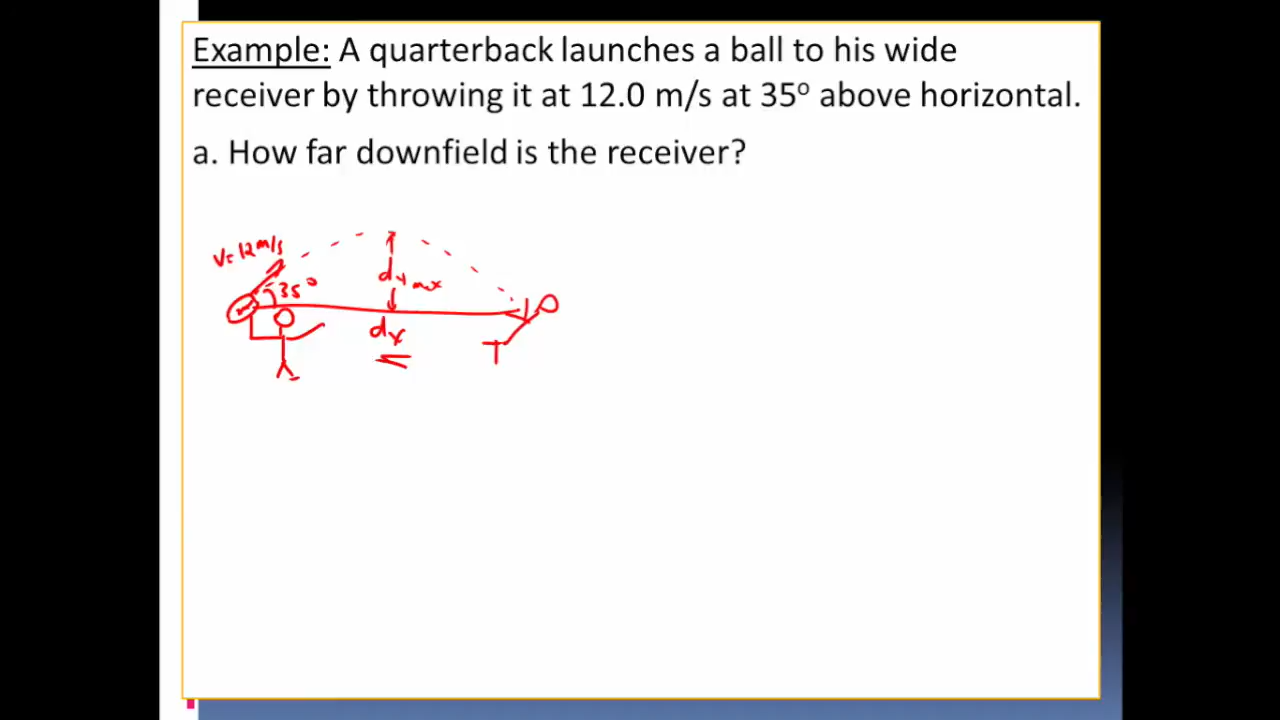 Example: A quarterback launches a ball to his wide
receiver by throwing it at 12.0 m/s at 35º above horizontal.
a. How far downfield is the receiver?
V=12m/s
35°
dy max
dx